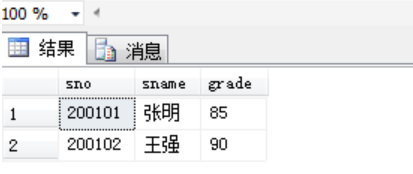 100 %
结果 消息
sno sname grade
1 200101 张明 85
2 200102 王强 90